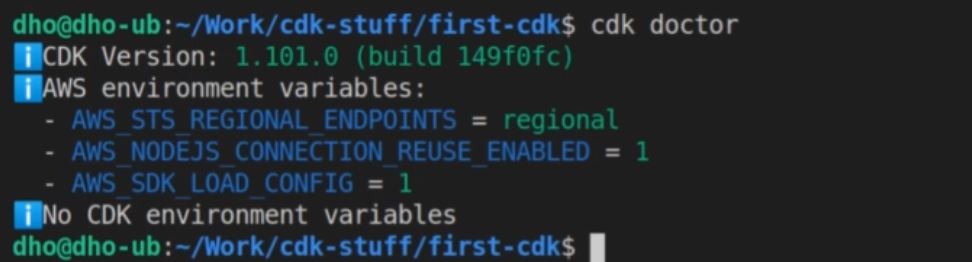 dho@dho-ub:~/Work/cdk-stuff/first-cdk$ cdk doctor
ℹ️CDK Version: 1.101.0 (build 149f0fc)
ℹ️AWS environment variables:
  - AWS_STS_REGIONAL_ENDPOINTS = regional
  - AWS_NODEJS_CONNECTION_REUSE_ENABLED = 1
  - AWS_SDK_LOAD_CONFIG = 1
ℹ️No CDK environment variables
dho@dho-ub:~/Work/cdk-stuff/first-cdk$